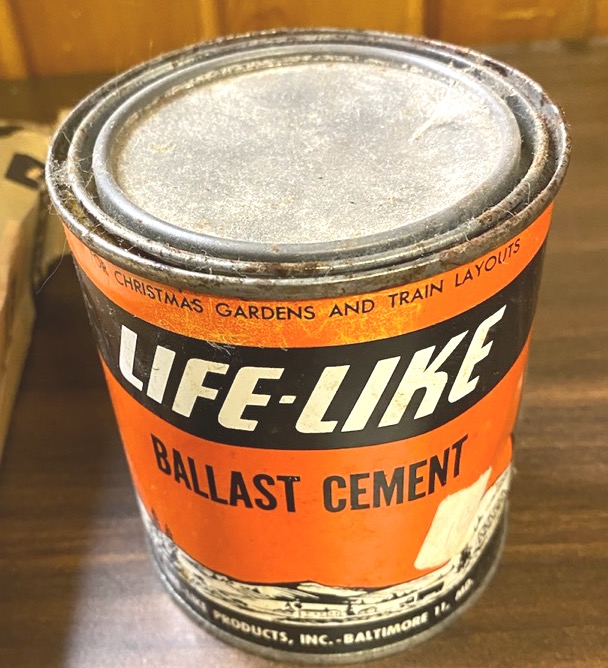 CHRISTMAS GARDENS AND TRAIN LAYOUTS
LIFE-LIKE
BALLAST CEMENT
PRODUCTS, INC.-BALTIMORE 11, MD.